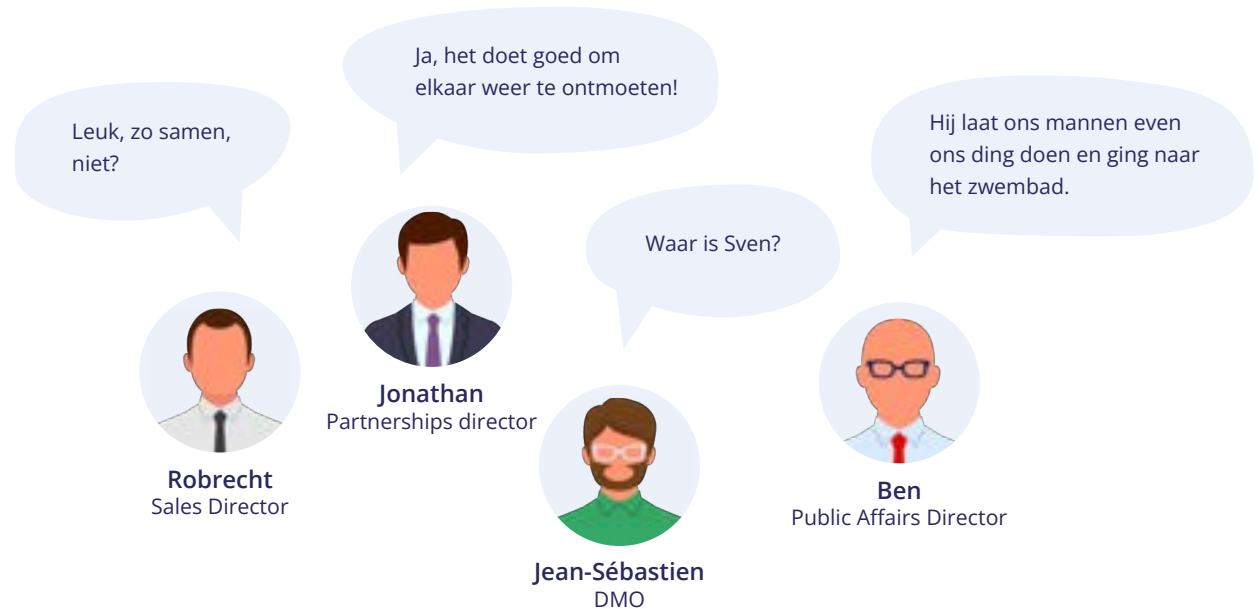 Leuk, zo samen,
niet?
Ja, het doet goed om
elkaar weer te ontmoeten!
Waar is Sven?
Hij laat ons mannen even
ons ding doen en ging naar
het zwembad.
Robrecht
Sales Director
Jonathan
Partnerships director
Jean-Sébastien
DMO
Ben
Public Affairs Director